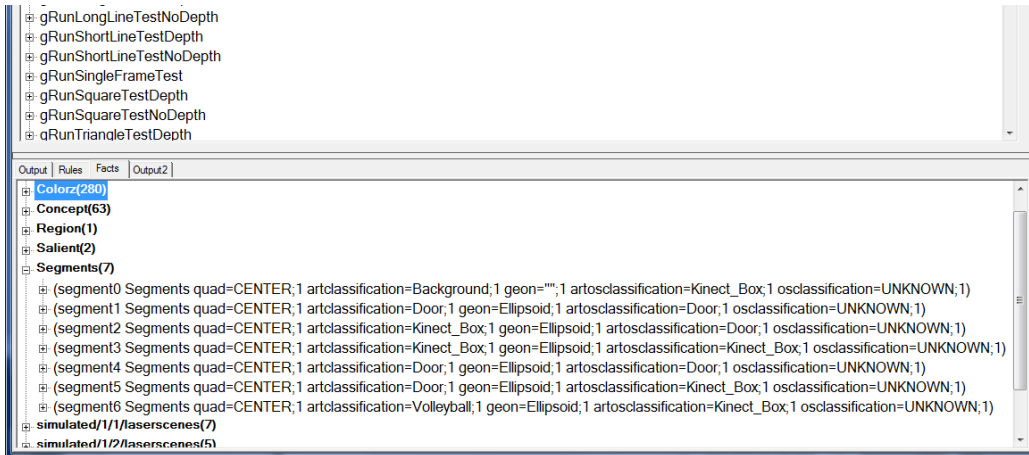 gRunLongLineTestNoDepth
gRunShortLineTestDepth
gRunShortLineTestNoDepth
gRunSingleFrameTest
gRunSquareTestDepth
gRunSquareTestNoDepth
gRunTriangleTestDepth
Output Rules Facts Output2
Colorz(280)
Concept(63)
Region(1)
Salient(2)
Segments(7)
(segment0 Segments quad=CENTER;1 artclassification=Background;1 geon="";1 artosclassification=Kinect_Box;1 osclassification=UNKNOWN;1)
(segment1 Segments quad=CENTER;1 artclassification=Door;1 geon=Ellipsoid;1 artosclassification=Door;1 osclassification=UNKNOWN;1)
(segment2 Segments quad=CENTER;1 artclassification=Kinect_Box;1 geon=Ellipsoid;1 artosclassification=Door;1 osclassification=UNKNOWN;1)
(segment3 Segments quad=CENTER;1 artclassification=Kinect_Box;1 geon=Ellipsoid;1 artosclassification=Kinect_Box;1 osclassification=UNKNOWN;1)
(segment4 Segments quad=CENTER;1 artclassification=Door;1 geon=Ellipsoid;1 artosclassification=Door;1 osclassification=UNKNOWN;1)
(segment5 Segments quad=CENTER;1 artclassification=Door;1 geon=Ellipsoid;1 artosclassification=Kinect_Box;1 osclassification=UNKNOWN;1)
(segment6 Segments quad=CENTER;1 artclassification=Volleyball;1 geon=Ellipsoid;1 artosclassification=Kinect_Box;1 osclassification=UNKNOWN;1)
simulated/1/1/laserscenes(7)
simulated/1/2/laserscenes(5)